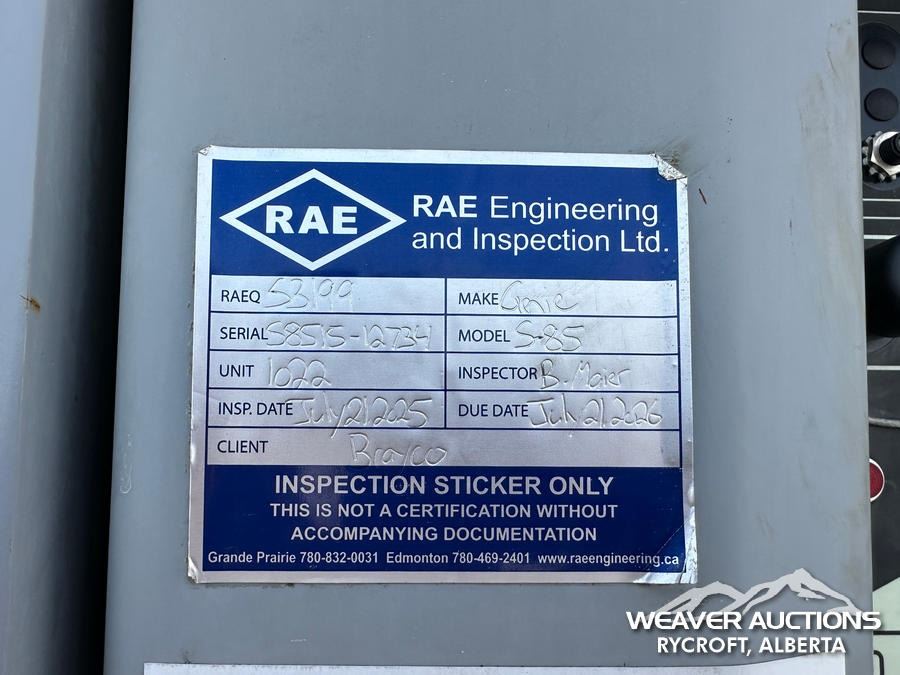 RAE
RAE Engineering
and Inspection Ltd.
RAEQ 53199
MAKE Genie
SERIAL S8515-12734
MODEL S-85
UNIT 1022
INSPECTOR B. Maier
INSP. DATE July 21 2025
DUE DATE July 21 2026
CLIENT Brayco
INSPECTION STICKER ONLY
THIS IS NOT A CERTIFICATION WITHOUT
ACCOMPANYING DOCUMENTATION
Grande Prairie 780-832-0031 Edmonton 780-469-2401 www.raeengineering.ca
WEAVER AUCTIONS
RYCROFT, ALBERTA